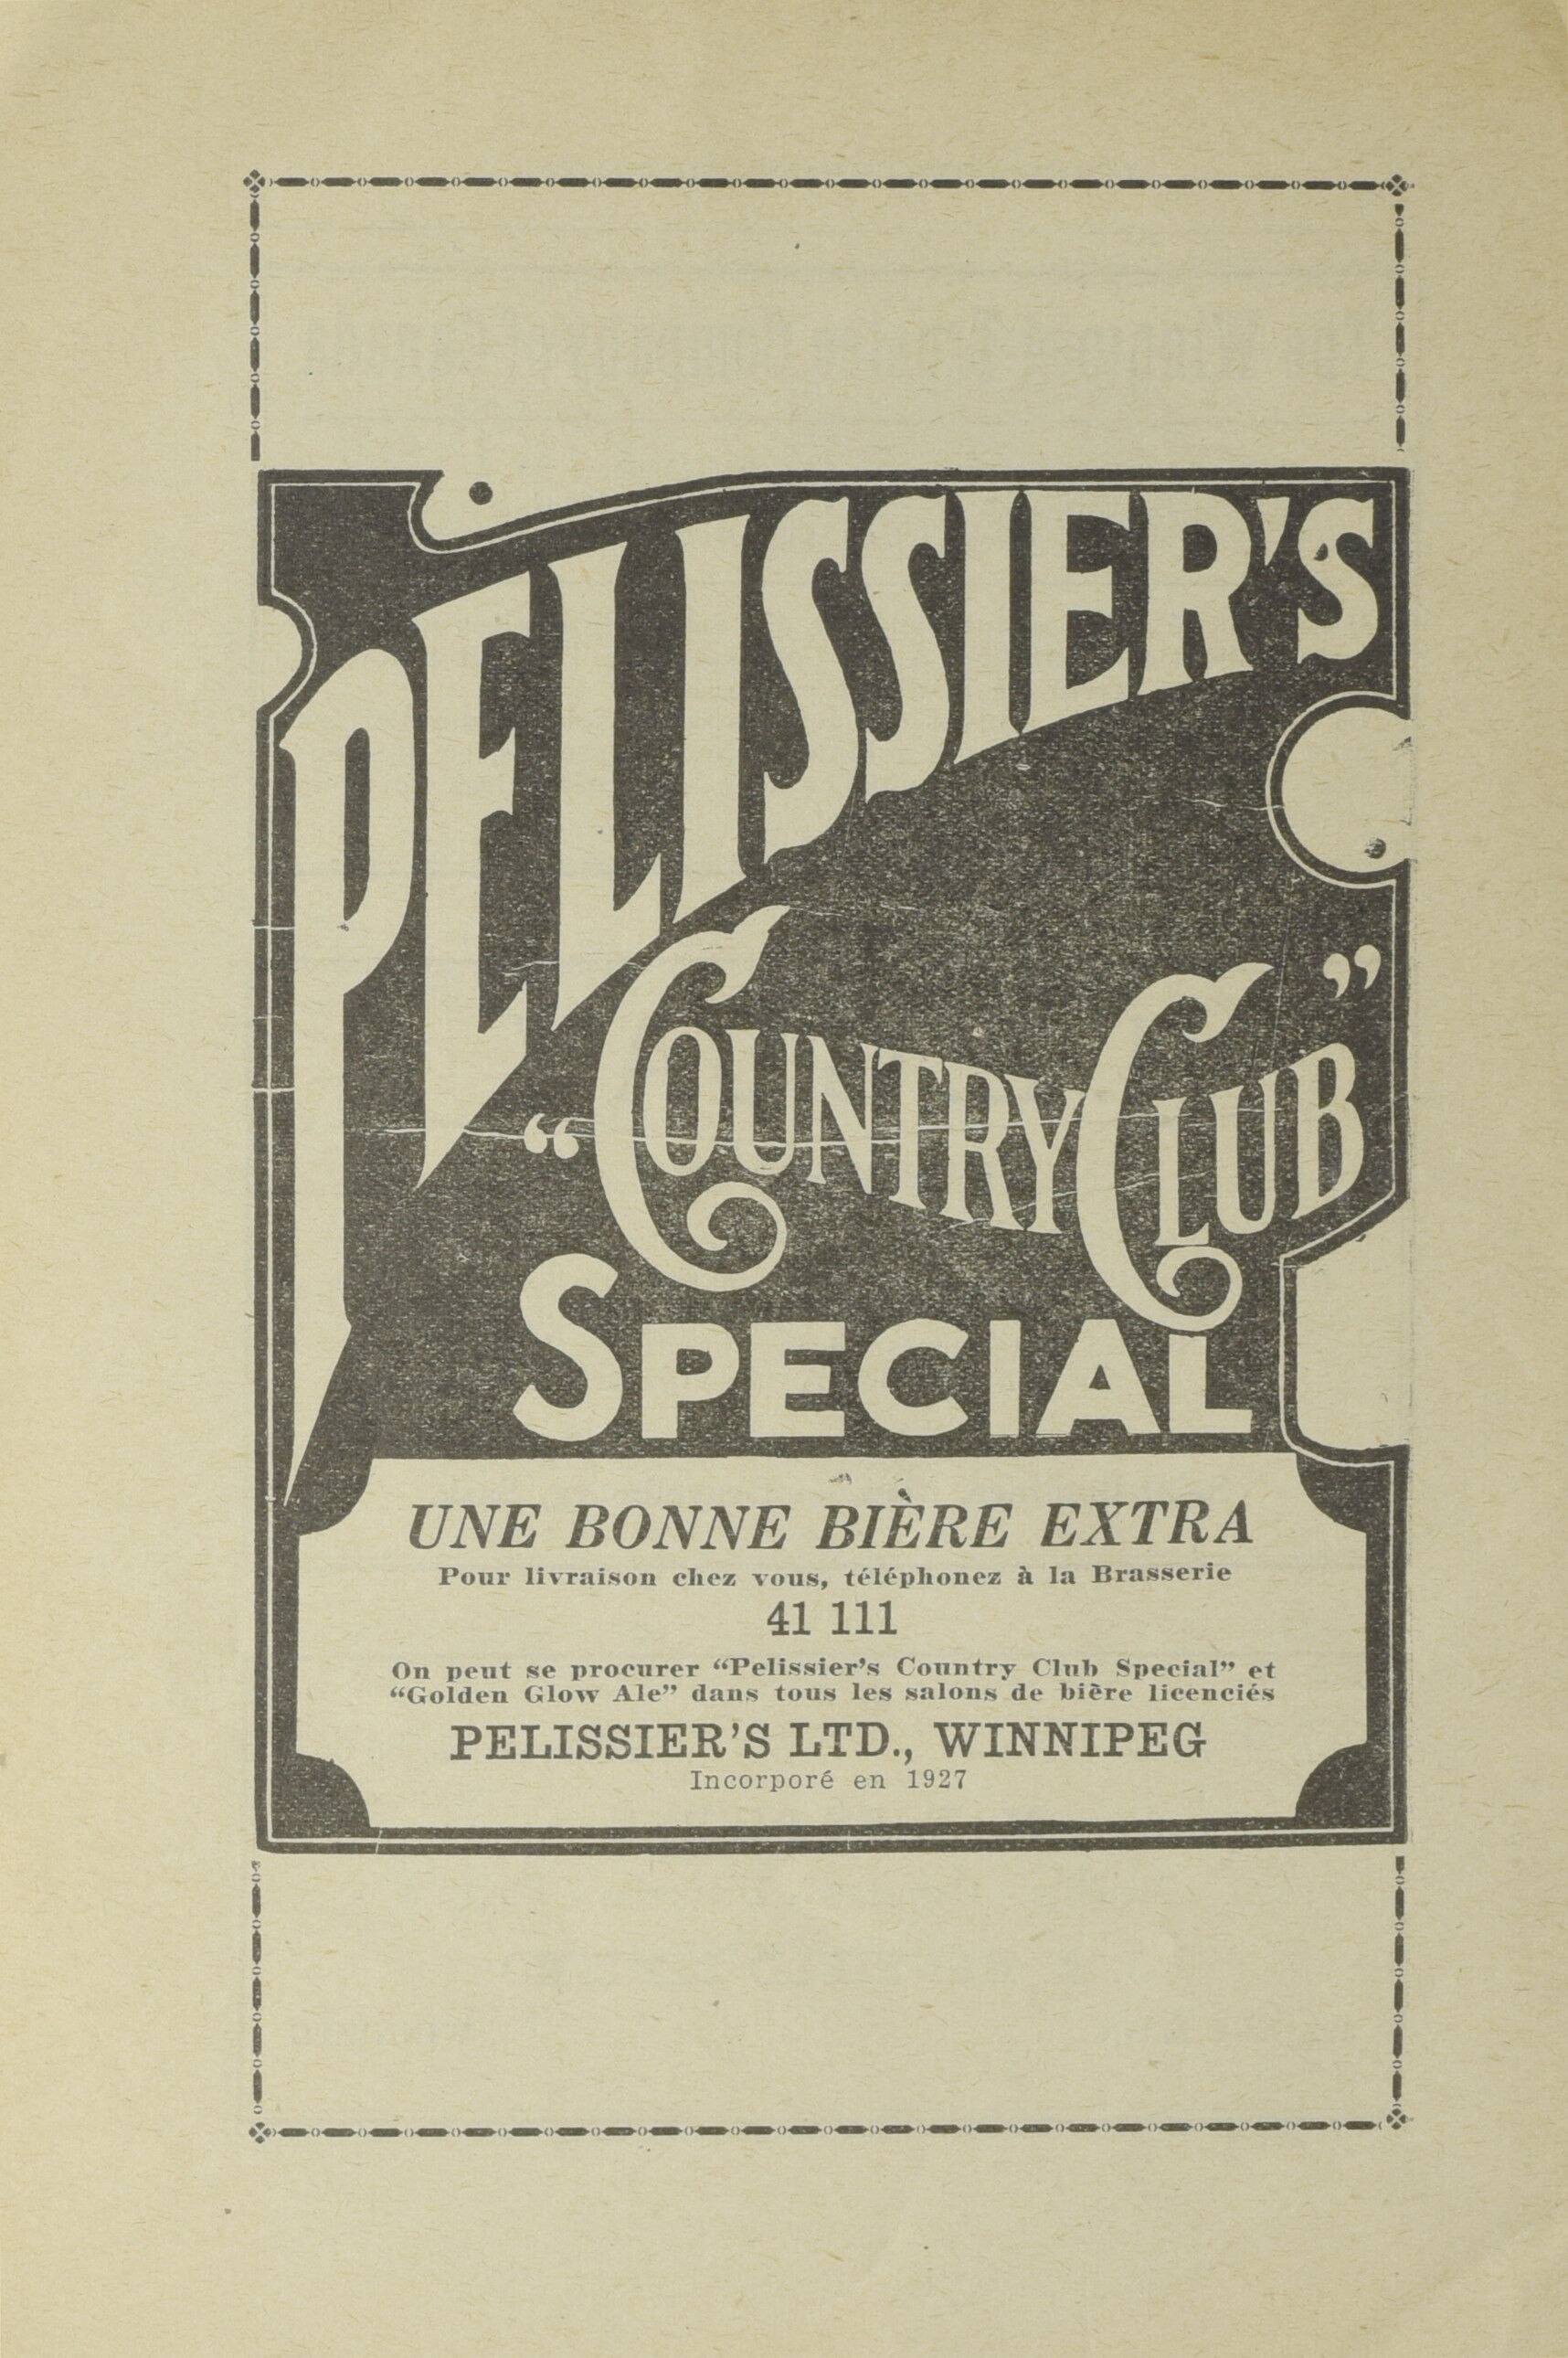 PELISSIER'S
“COUNTRY CLUB”
SPECIAL
UNE BONNE BIÈRE EXTRA
Pour livraison chez vous, téléphonez à la Brasserie
41 111
On peut se procurer “Pelissier's Country Club Special” et
“Golden Glow Ale” dans tous les salons de bière licenciés
PELISSIER'S LTD., WINNIPEG
Incorporé en 1927